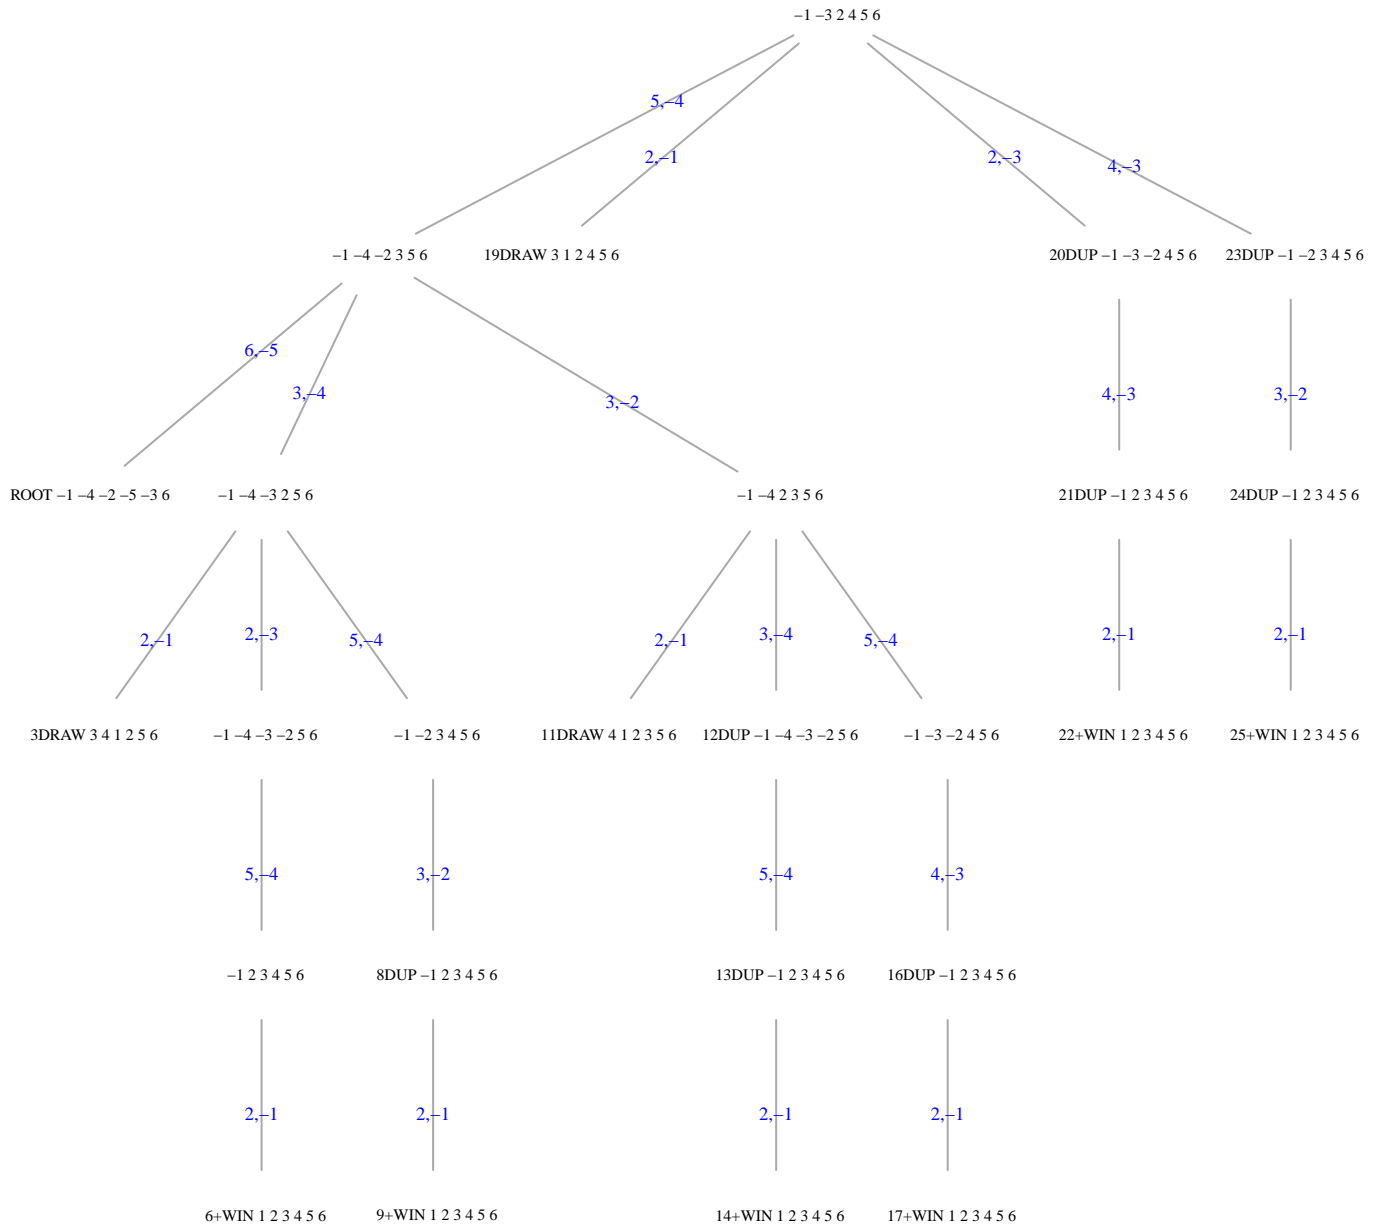 −1 −3 2 4 5 6
5,−4
2,−1
2,−3
4,−3
−1 −4 −2 3 5 6
19DRAW 3 1 2 4 5 6
20DUP −1 −3 −2 4 5 6
23DUP −1 −2 3 4 5 6
6,−5
3,−4
3,−2
4,−3
3,−2
ROOT −1 −4 −2 −5 −3 6
−1 −4 −3 2 5 6
−1 −4 2 3 5 6
21DUP −1 2 3 4 5 6
24DUP −1 2 3 4 5 6
2,−1
2,−3
5,−4
2,−1
3,−4
5,−4
2,−1
2,−1
3DRAW 3 4 1 2 5 6
−1 −4 −3 −2 5 6
−1 −2 3 4 5 6
11DRAW 4 1 2 3 5 6
12DUP −1 −4 −3 −2 5 6
−1 −3 −2 4 5 6
22+WIN 1 2 3 4 5 6
25+WIN 1 2 3 4 5 6
5,−4
3,−2
5,−4
4,−3
−1 2 3 4 5 6
8DUP −1 2 3 4 5 6
13DUP −1 2 3 4 5 6
16DUP −1 2 3 4 5 6
2,−1
2,−1
2,−1
2,−1
6+WIN 1 2 3 4 5 6
9+WIN 1 2 3 4 5 6
14+WIN 1 2 3 4 5 6
17+WIN 1 2 3 4 5 6